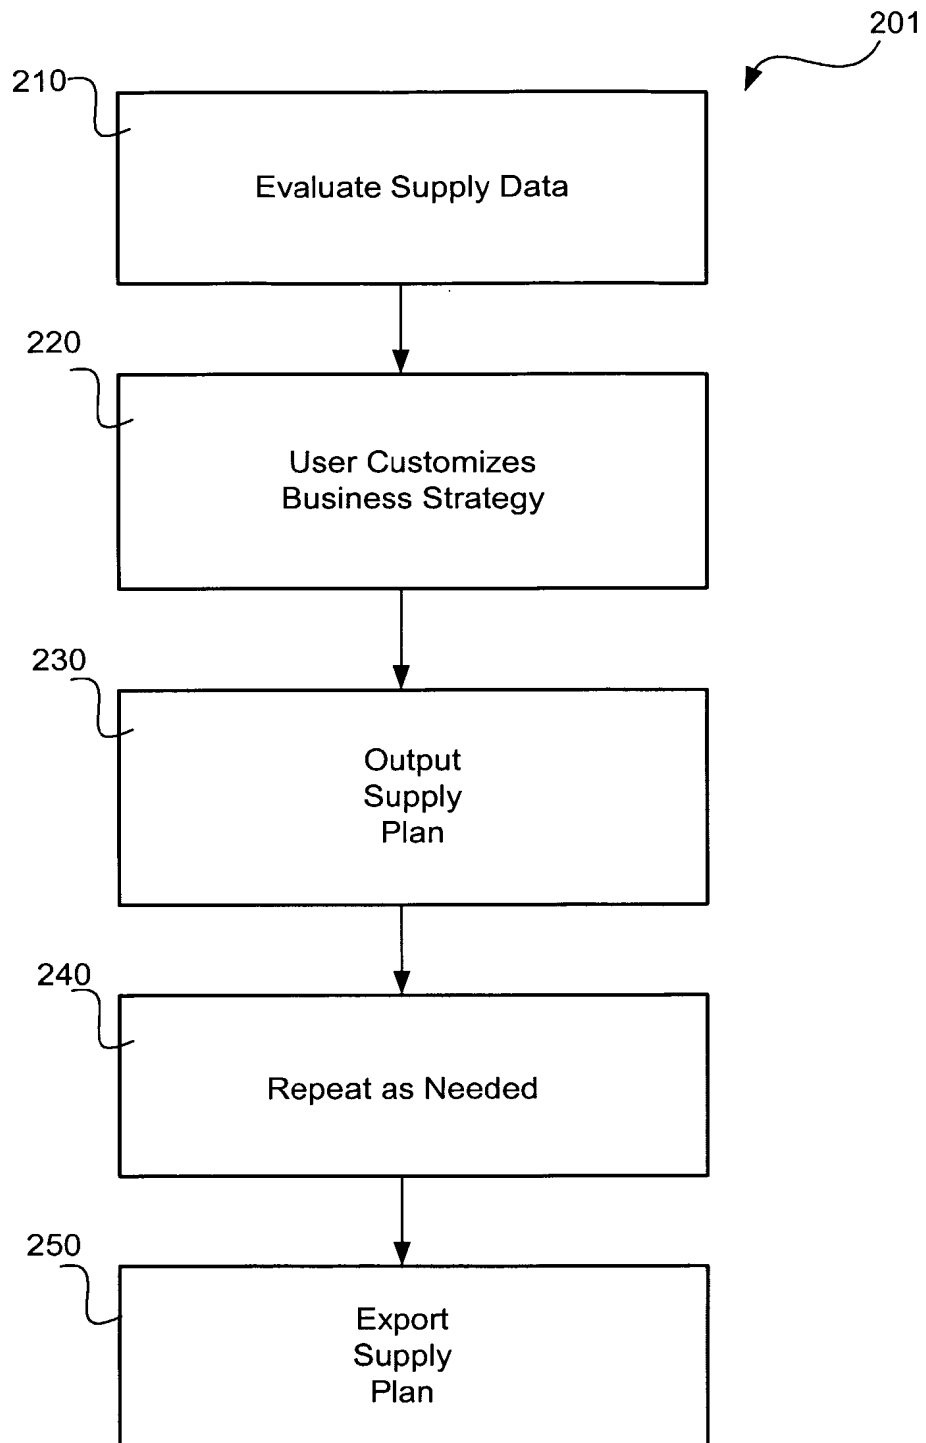 201
210
Evaluate Supply Data
220
User Customizes
Business Strategy
230
Output
Supply
Plan
240
Repeat as Needed
250
Export
Supply
Plan